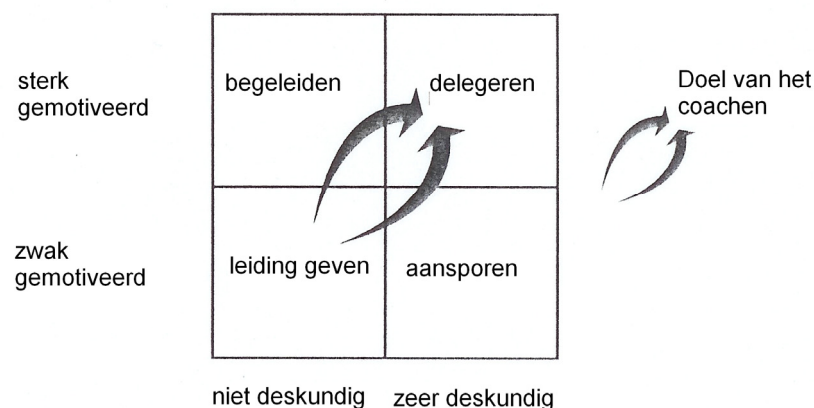 sterk
gemotiveerd
begeleiden
delegeren
Doel van het
coachen
zwak
gemotiveerd
leiding geven
aansporen
niet deskundig
zeer deskundig